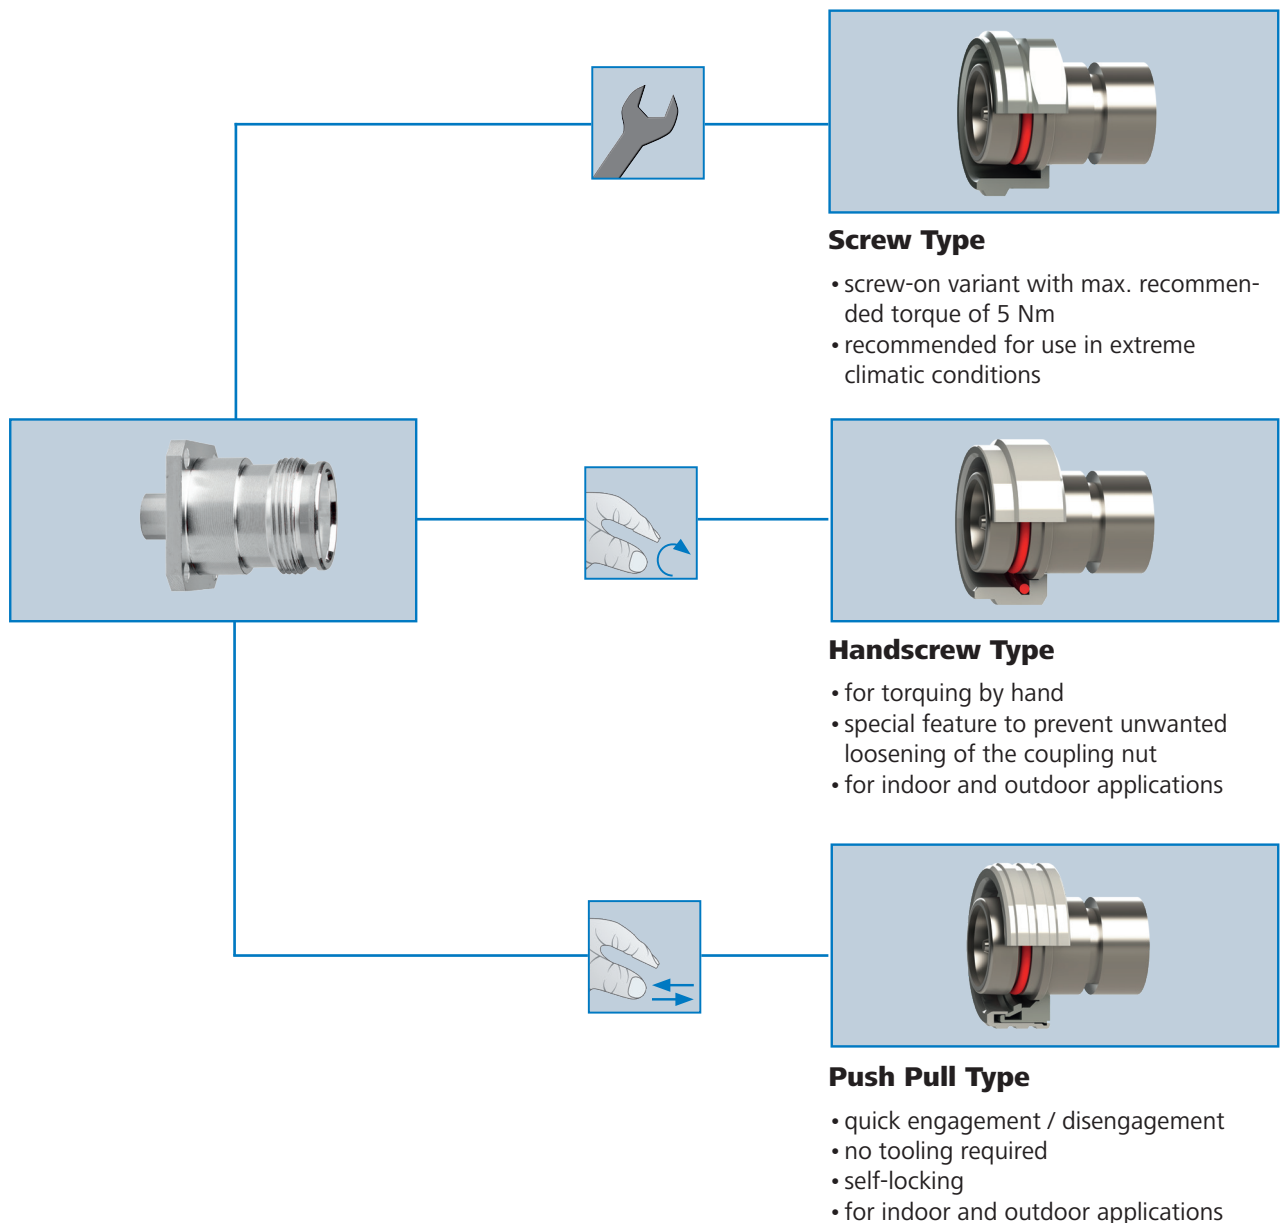 Screw Type
• screw-on variant with max. recommen-
ded torque of 5 Nm
• recommended for use in extreme
climatic conditions
Handscrew Type
• for torquing by hand
• special feature to prevent unwanted
loosening of the coupling nut
• for indoor and outdoor applications
Push Pull Type
• quick engagement / disengagement
• no tooling required
• self-locking
• for indoor and outdoor applications